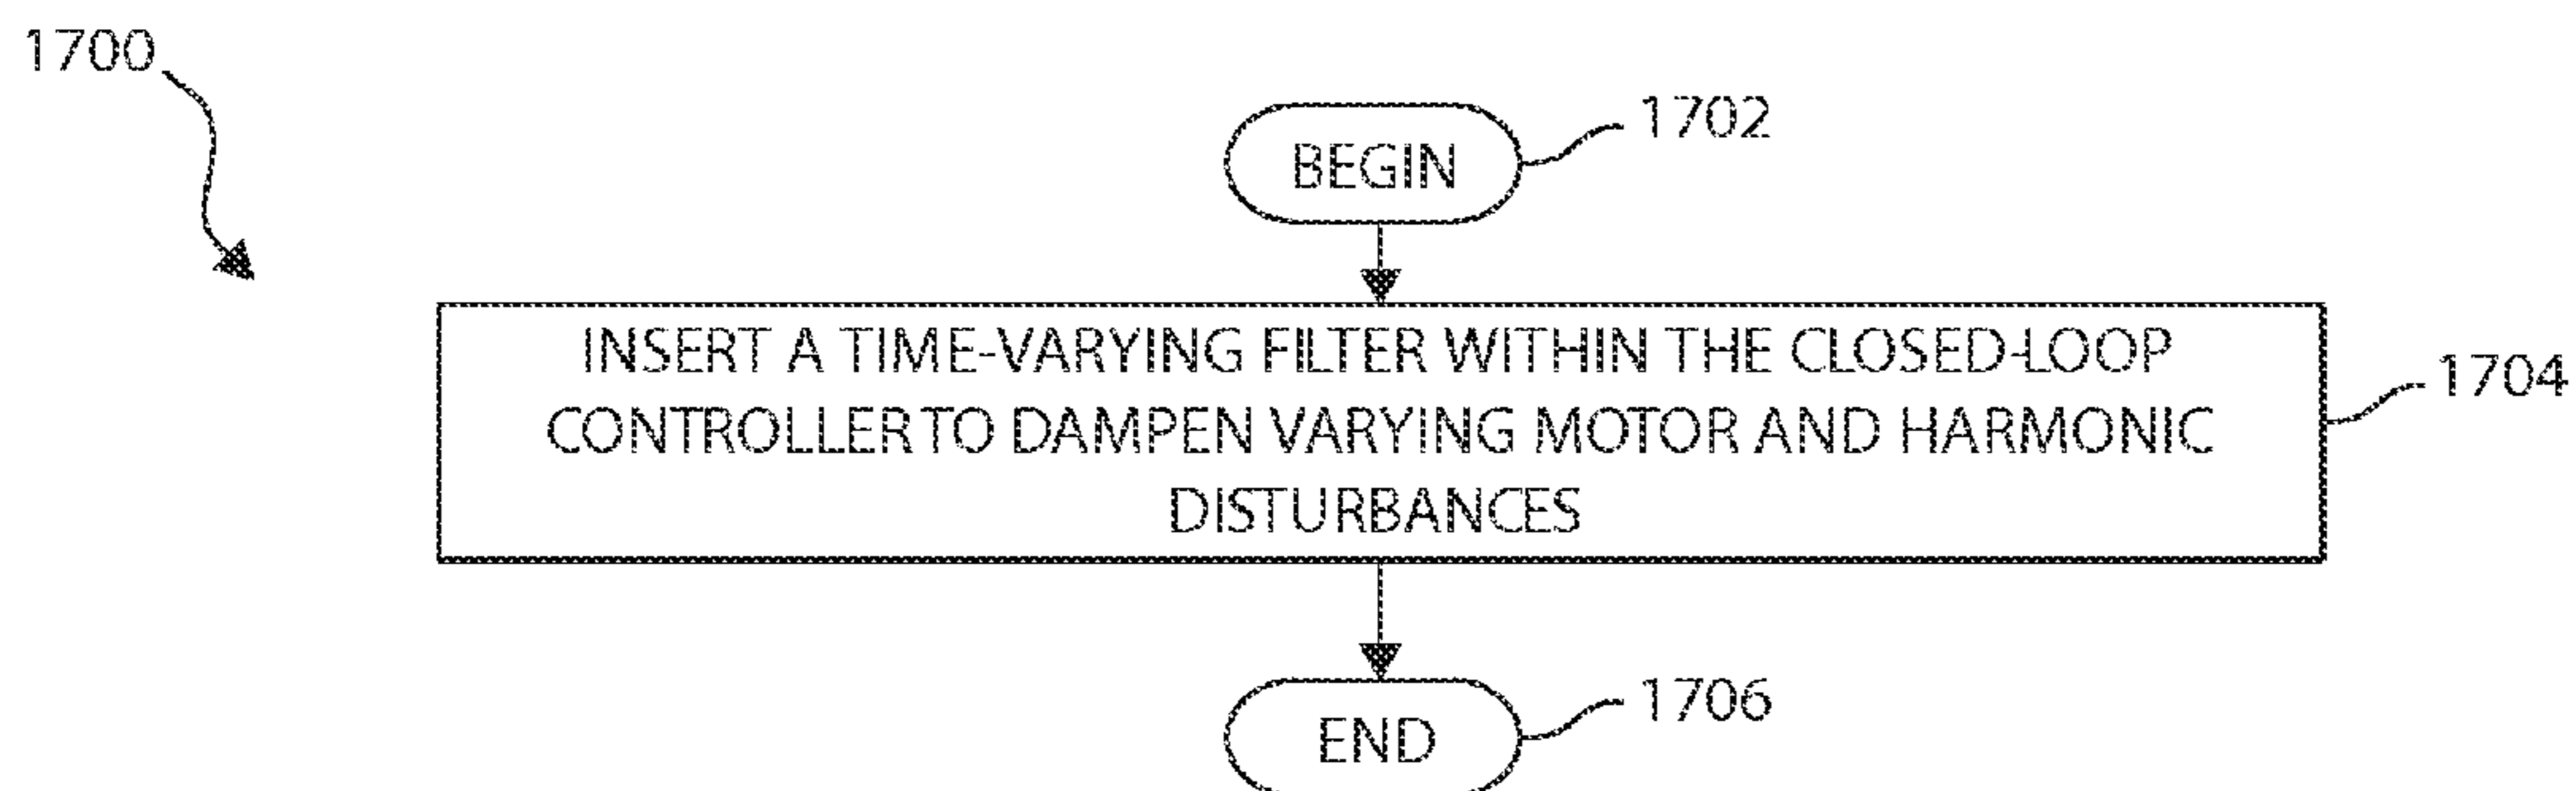 1700
BEGIN
1702
INSERT A TIME-VARYING FILTER WITHIN THE CLOSED-LOOP
CONTROLLER TO DAMPEN VARYING MOTOR AND HARMONIC
DISTURBANCES
1704
END
1706